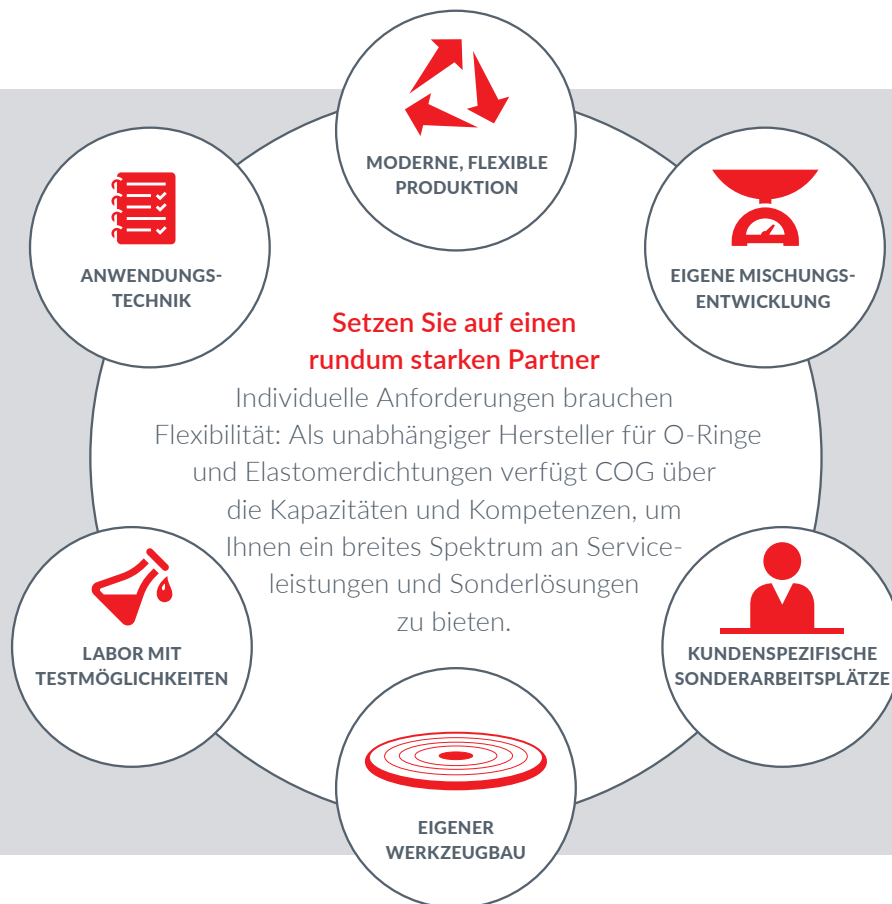 MODERNE, FLEXIBLE
PRODUKTION
ANWENDUNGS-
TECHNIK
EIGENE MISCHUNGS-
ENTWICKLUNG
Setzen Sie auf einen
rundum starken Partner
Individuelle Anforderungen brauchen
Flexibilität: Als unabhängiger Hersteller für O-Ringe
und Elastomerdichtungen verfügt COG über
die Kapazitäten und Kompetenzen, um
Ihnen ein breites Spektrum an Service-
leistungen und Sonderlösungen
zu bieten.
LABOR MIT
TESTMÖGLICHKEITEN
KUNDENSPEZIFISCHE
SONDERARBEITSPLÄTZE
EIGENER
WERKZEUGBAU